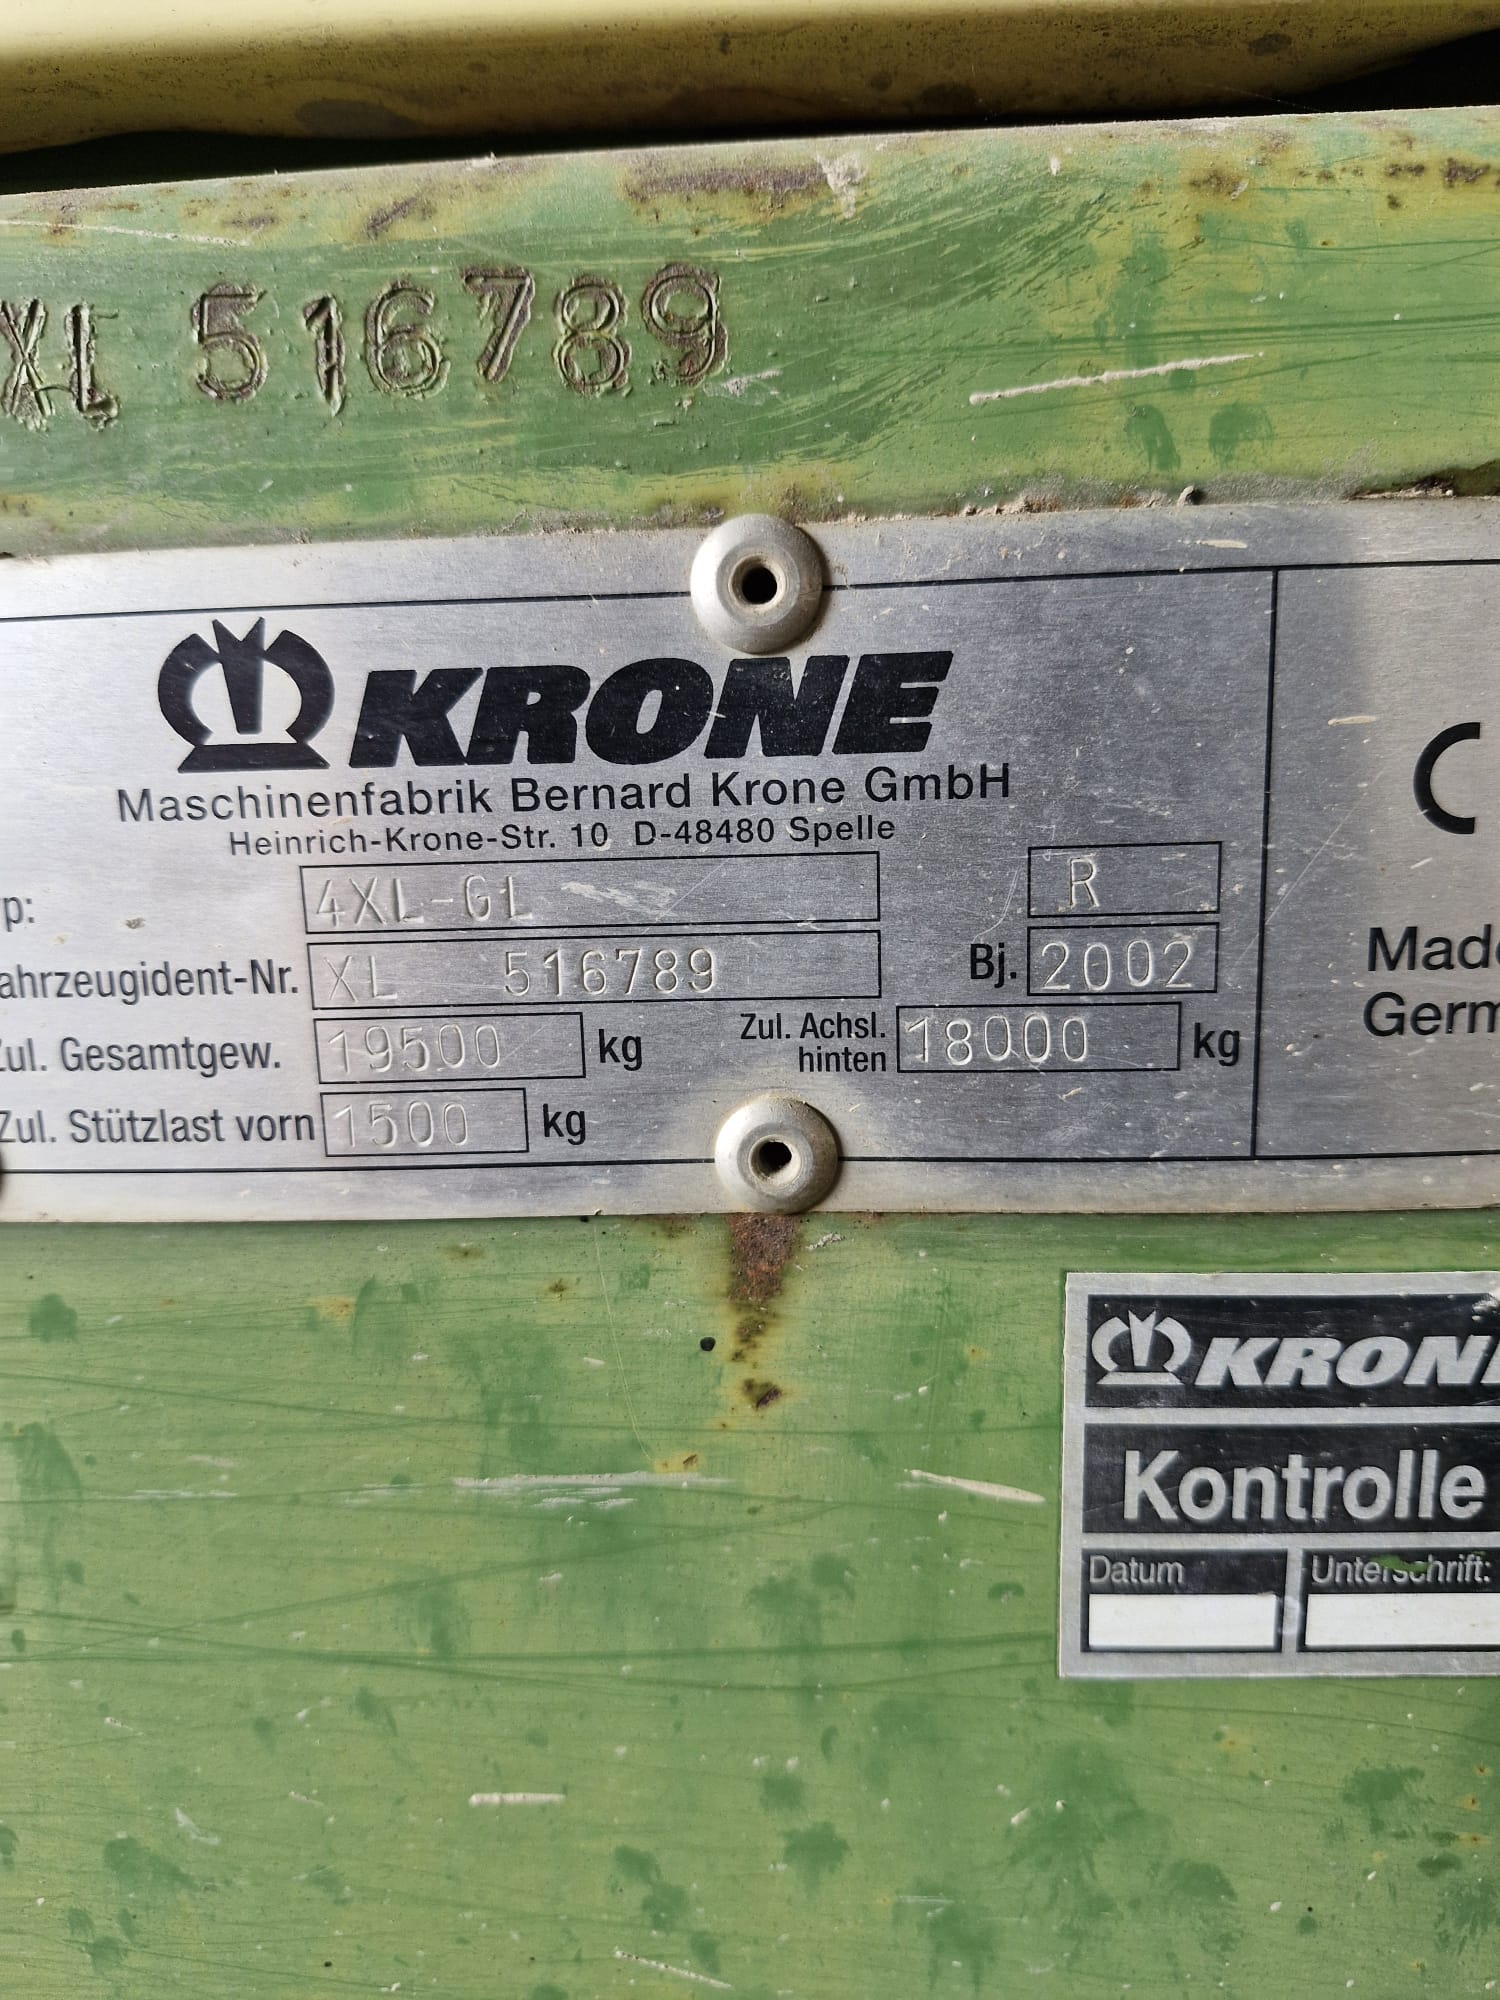 XL 516789
KRONE
Maschinenfabrik Bernard Krone GmbH
Heinrich-Krone-Str. 10 D-48480 Spelle
p: 4XL-GL R
ahrzeugident-Nr. XL 516789 Bj. 2002
Zul. Gesamtgew. 19500 kg Zul. Achsl. hinten 18000 kg
Zul. Stützlast vorn 1500 kg
Made
Germ
KRONE
Kontrolle
Datum Unterschrift: